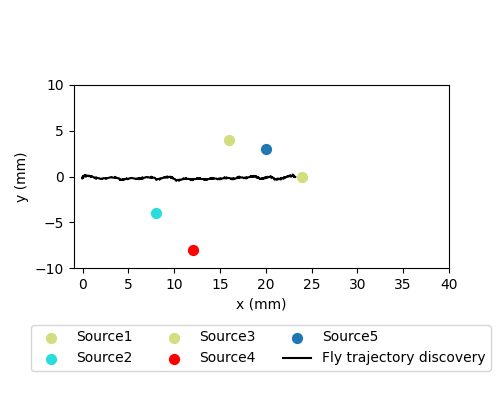 10
5
0
−5
−10
y (mm)
0 5 10 15 20 25 30 35 40
x (mm)
Source1 Source3 Source5
Source2 Source4 Fly trajectory discovery